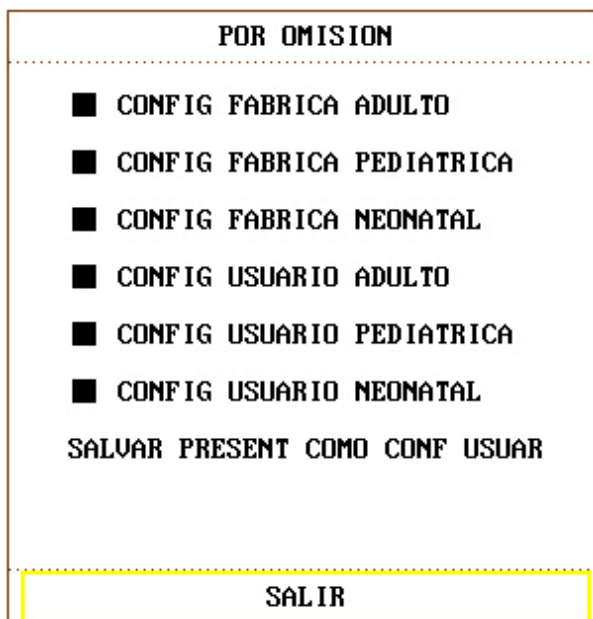 POR OMISION
CONFIG FABRICA ADULTO
CONFIG FABRICA PEDIATRICA
CONFIG FABRICA NEONATAL
CONFIG USUARIO ADULTO
CONFIG USUARIO PEDIATRICA
CONFIG USUARIO NEONATAL
SALVAR PRESENT COMO CONF USUAR
SALIR